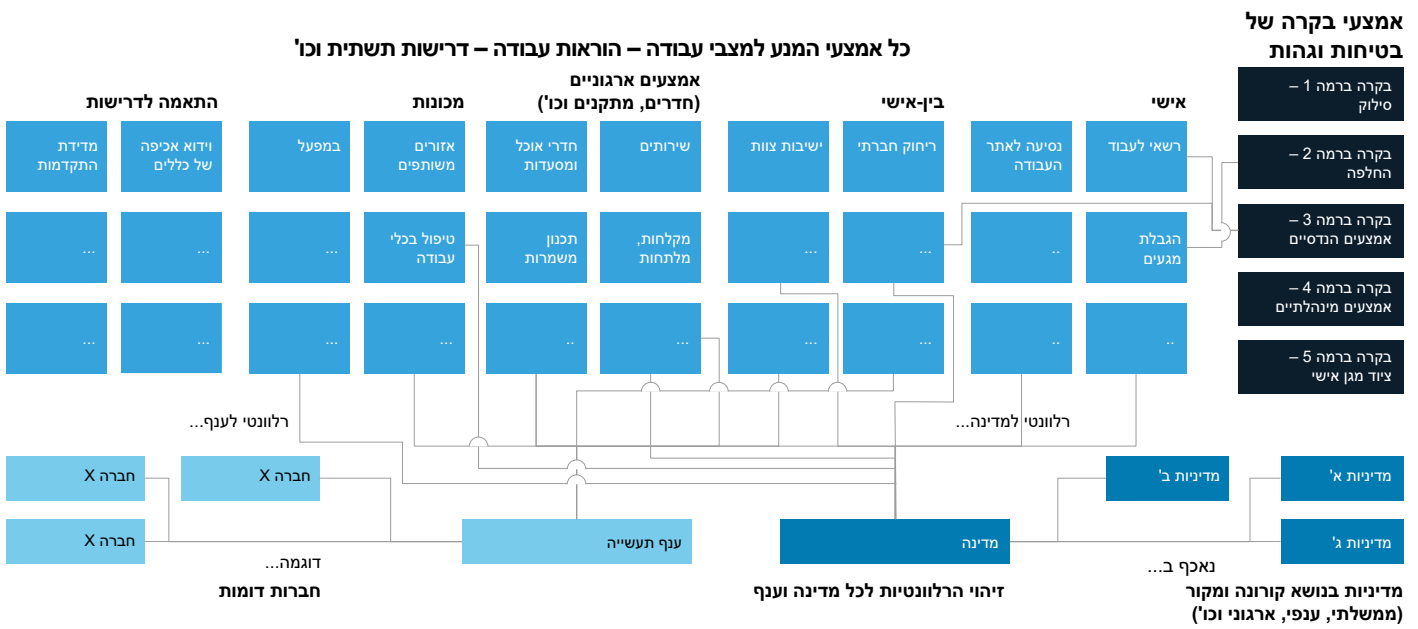 אמצעי בקרה של
בטיחות וגהות
כל אמצעי המנע למצבי עבודה – הוראות עבודה – דרישות תשתית וכו'
אישי
בין-אישי
אמצעים ארגוניים
(חדרים, מתקנים וכו')
מכונות
התאמה לדרישות
בקרה ברמה 1 –
סילוק
בקרה ברמה 2 –
החלפה
בקרה ברמה 3 –
אמצעים הנדסיים
בקרה ברמה 4 –
אמצעים מינהלתיים
בקרה ברמה 5 –
ציוד מגן אישי
רשאי לעבוד
נסיעה לאתר
העבודה
ריחוק חברתי
ישיבות צוות
שירותים
חדרי אוכל
ומסעדות
אזורים
משותפים
במפעל
וידוא אכיפה
של כללים
מדידת
התקדמות
הגבלת
מגעים
..
...
...
מקלחות,
מלתחות
תכנון
משמרות
טיפול בכלי
עבודה
...
...
...
..
..
...
...
...
..
...
...
...
...
רלוונטי למדינה...
רלוונטי לענף...
מדיניות א'
מדיניות ב'
חברה X
חברה X
מדיניות ג'
מדינה
ענף תעשייה
חברה X
נאכף ב...
דוגמה...
מדיניות בנושא קורונה ומקור
(ממשלתי, ענפי, ארגוני וכו')
זיהוי הרלוונטיות לכל מדינה וענף
חברות דומות